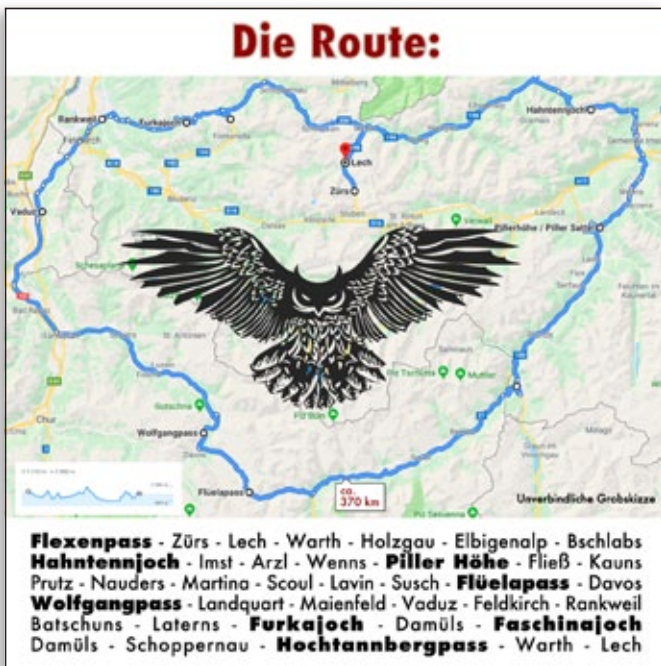 Die Route:
Rankweil
Furkajoch
Hahntennjoch
Lech
Zürs
Vaduz
Pillerhöhe / Piller Sattel
Chur
Wolfgangpass
Flüelapass
ca.
370 km
Unverbindliche Grobskizze
Flexenpass - Zürs - Lech - Warth - Holzgau - Elbigenalp - Bschlabs
Hahntennjoch - Imst - Arzl - Wenns - Piller Höhe - Fließ - Kauns
Prutz - Nauders - Martina - Scoul - Lavin - Susch - Flüelapass - Davos
Wolfgangpass - Landquart - Maienfeld - Vaduz - Feldkirch - Rankweil
Batschuns - Laterns - Furkajoch - Damüls - Faschinajoch
Damüls - Schoppernau - Hochtannbergpass - Warth - Lech